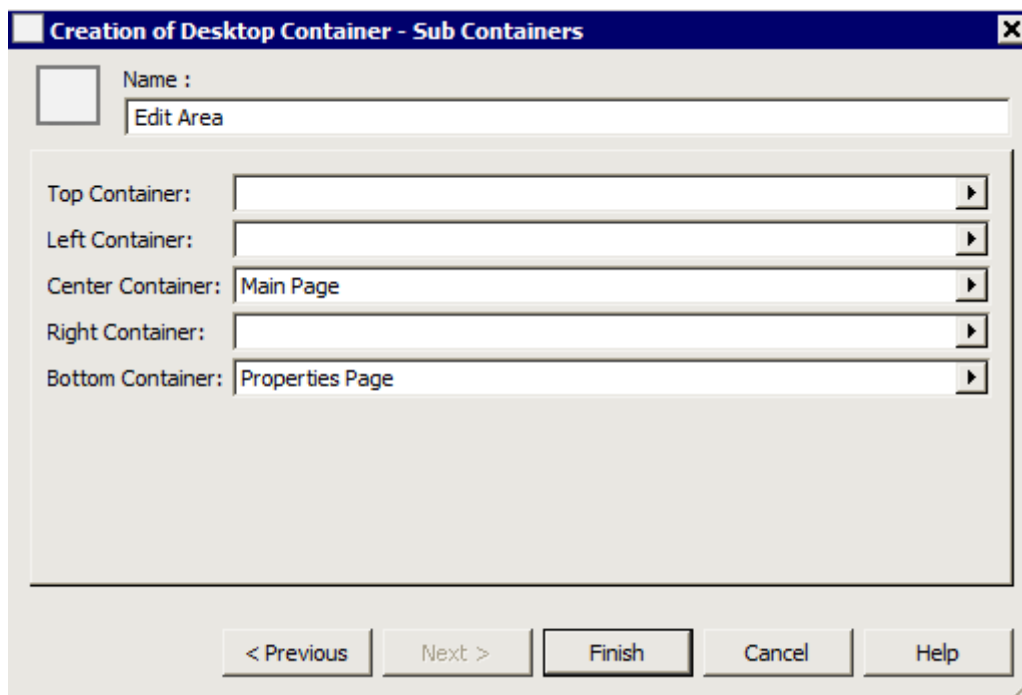 Creation of Desktop Container - Sub Containers
Name :
Edit Area
Top Container:
Left Container:
Center Container: Main Page
Right Container:
Bottom Container: Properties Page
< Previous Next > Finish Cancel Help